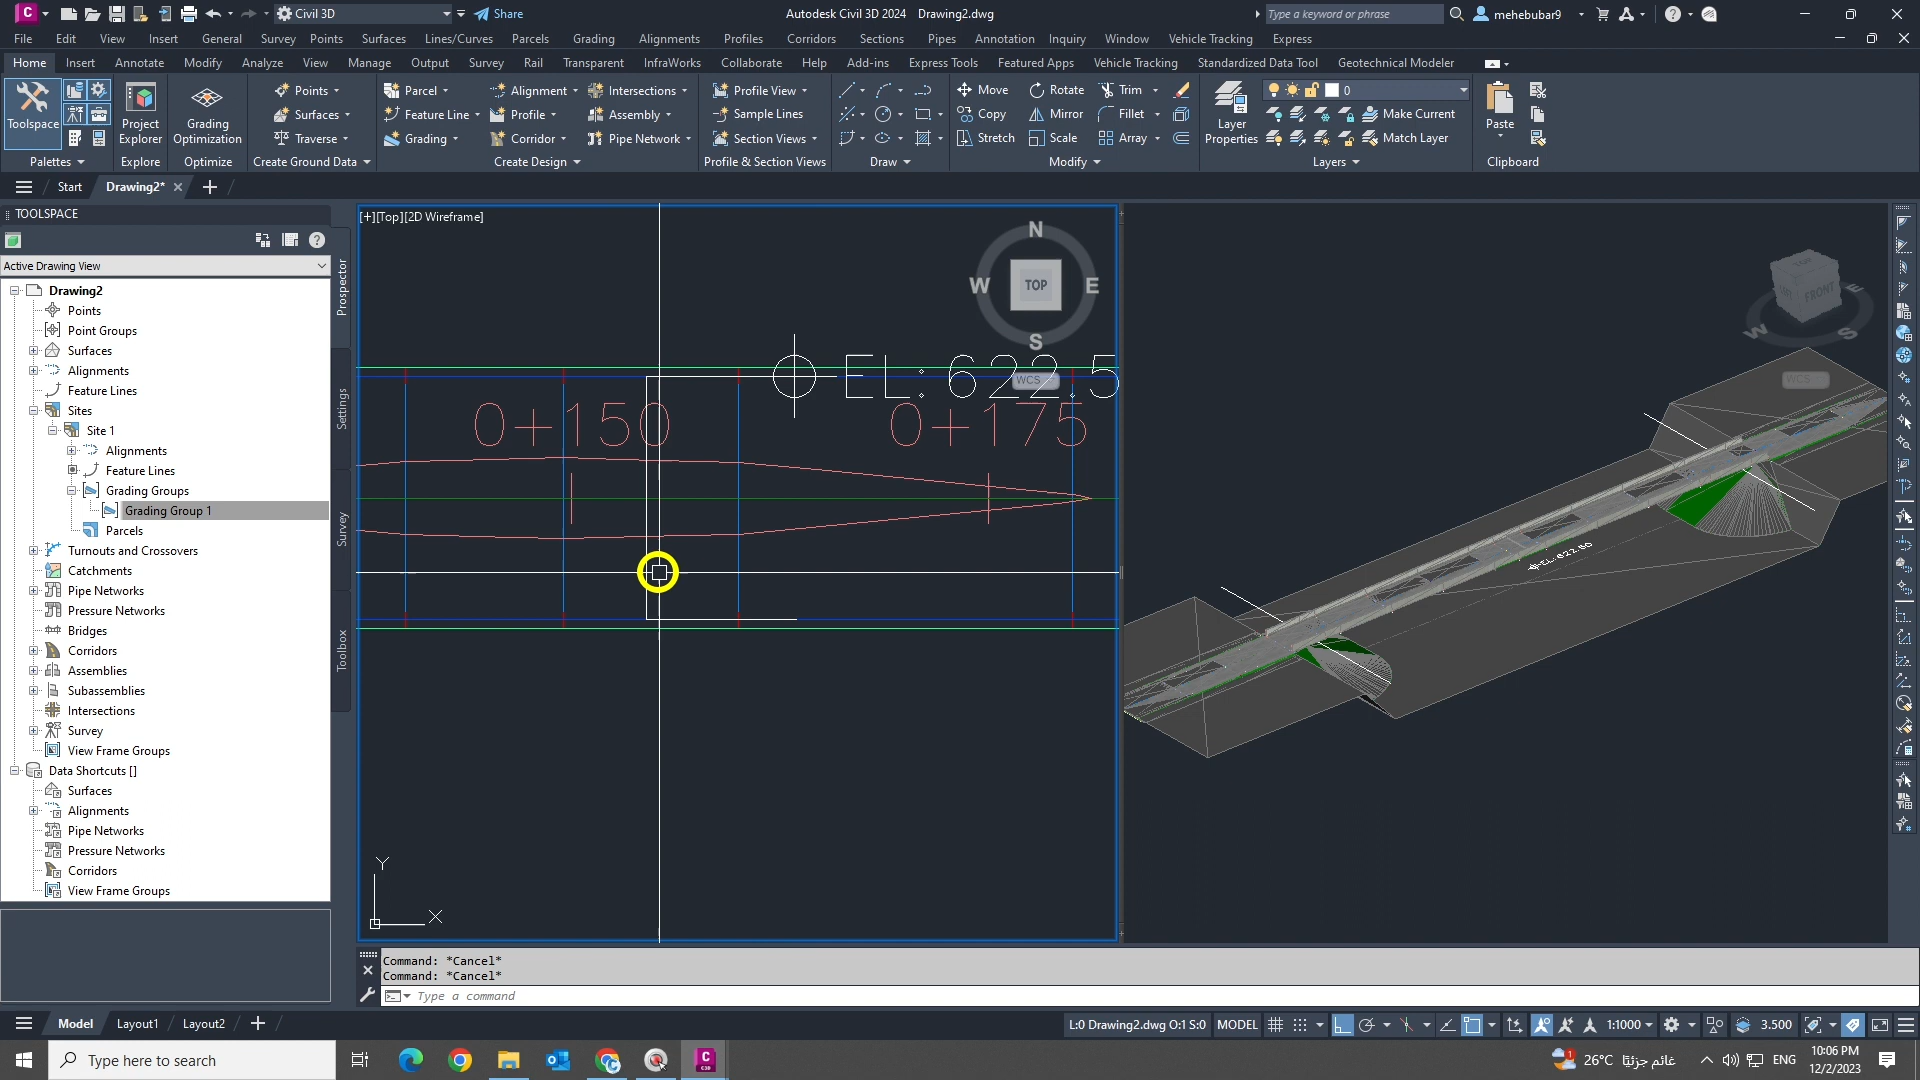 Civil 3D
Share
Autodesk Civil 3D 2024 Drawing2.dwg
Type a keyword or phrase
mehebubar9
File Edit View Insert General Survey Points Surfaces Lines/Curves Parcels Grading Alignments Profiles Corridors Sections Pipes Annotation Inquiry Window Vehicle Tracking Express
Home Insert Annotate Modify Analyze View Manage Output Survey Rail Transparent InfraWorks Collaborate Help Add-ins Express Tools Featured Apps Vehicle Tracking Standardized Data Tool Geotechnical Modeler
Points Parcel Alignment Intersections Profile View Move Rotate Trim 0
Toolspace Project Explorer Grading Optimization Surfaces Feature Line Profile Assembly Sample Lines Copy Mirror Fillet Layer Properties Make Current Paste
Traverse Grading Corridor Pipe Network Section Views Stretch Scale Array Match Layer
Palettes Explore Optimize Create Ground Data Create Design Profile & Section Views Draw Modify Layers Clipboard
Start Drawing2*
TOOLSPACE
Active Drawing View
Drawing2
Points
Point Groups
Surfaces
Alignments
Feature Lines
Sites
Site 1
Alignments
Feature Lines
Grading Groups
Grading Group 1
Parcels
Turnouts and Crossovers
Catchments
Pipe Networks
Pressure Networks
Bridges
Corridors
Assemblies
Subassemblies
Intersections
Survey
View Frame Groups
Data Shortcuts []
Surfaces
Alignments
Pipe Networks
Pressure Networks
Corridors
View Frame Groups
Prospector
Settings
Survey
Toolbox
[+][Top][2D Wireframe]
N
W TOP E
S
WCS
EL: 622.5
0+150 0+175
Y
X
TOP
FRONT
W S E
WCS
EL:622.50
Command: *Cancel*
Command: *Cancel*
Type a command
Model Layout1 Layout2
L:0 Drawing2.dwg O:1 S:0 MODEL 1:1000 3.500
Type here to search
26°C غائم جزئيًا ENG
10:06 PM
12/2/2023